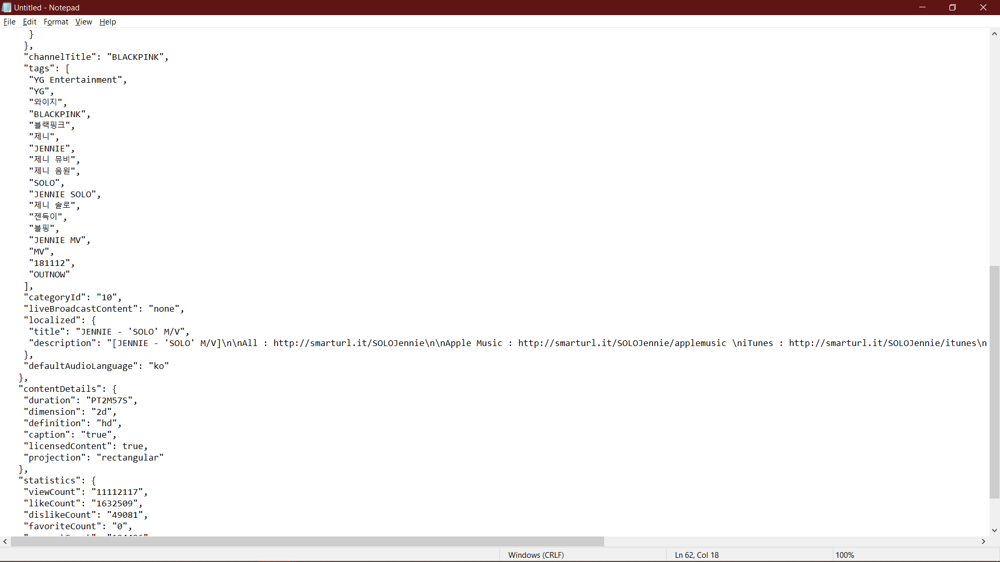 Untitled - Notepad
File Edit Format View Help
}
},
"channelTitle": "BLACKPINK",
"tags": [
"YG Entertainment",
"YG",
"와이지",
"BLACKPINK",
"블랙핑크",
"제니",
"JENNIE",
"제니 뮤비",
"제니 음원",
"SOLO",
"JENNIE SOLO",
"제니 솔로",
"젠득이",
"블핑",
"JENNIE MV",
"MV",
"181112",
"OUTNOW"
],
"categoryId": "10",
"liveBroadcastContent": "none",
"localized": {
"title": "JENNIE - 'SOLO' M/V",
"description": "[JENNIE - 'SOLO' M/V]\n\nAll : http://smarturl.it/SOLOJennie\n\nApple Music : http://smarturl.it/SOLOJennie/applemusic \niTunes : http://smarturl.it/SOLOJennie/itunes\n
},
"defaultAudioLanguage": "ko"
},
"contentDetails": {
"duration": "PT2M57S",
"dimension": "2d",
"definition": "hd",
"caption": "true",
"licensedContent": true,
"projection": "rectangular"
},
"statistics": {
"viewCount": "11112117",
"likeCount": "1632509",
"dislikeCount": "49081",
"favoriteCount": "0",
Windows (CRLF) Ln 62, Col 18 100%